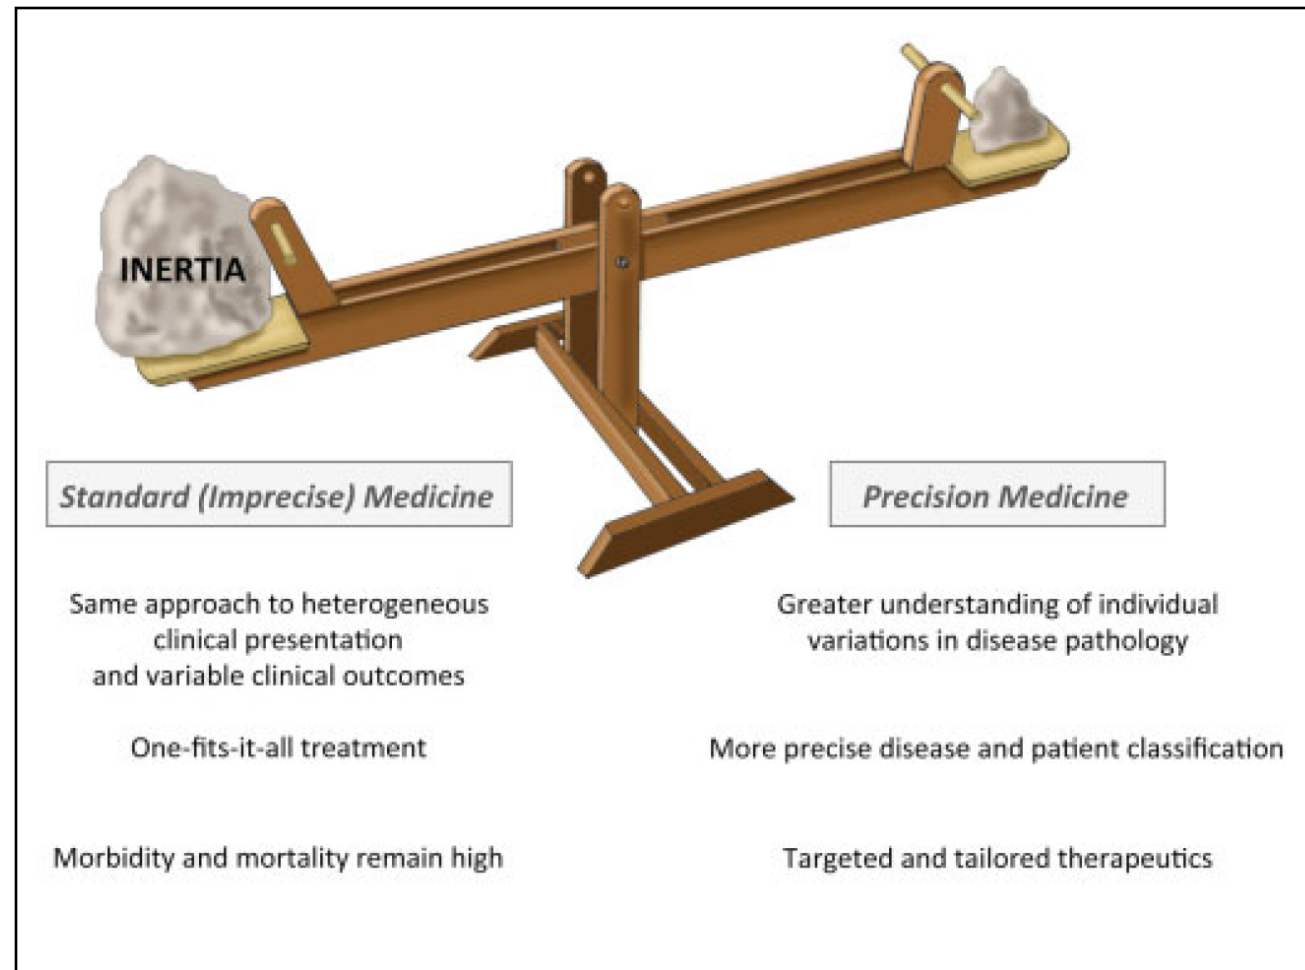 INERTIA
Standard (Imprecise) Medicine
Same approach to heterogeneous
clinical presentation
and variable clinical outcomes
One-fits-it-all treatment
Morbidity and mortality remain high
Precision Medicine
Greater understanding of individual
variations in disease pathology
More precise disease and patient classification
Targeted and tailored therapeutics